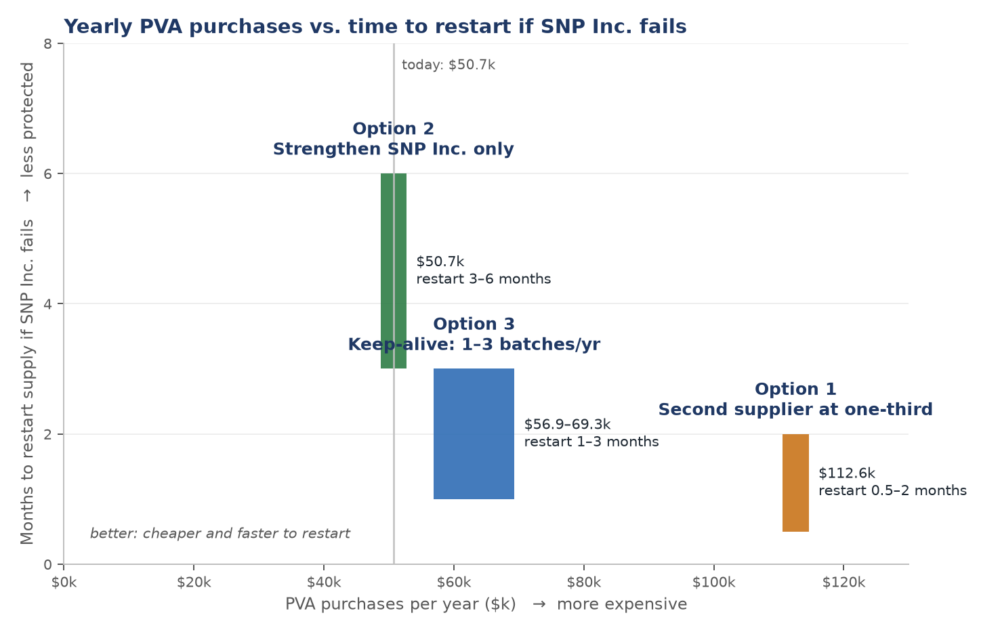 Yearly PVA purchases vs. time to restart if SNP Inc. fails
Months to restart supply if SNP Inc. fails → less protected
8
6
4
2
0
today: $50.7k
Option 2
Strengthen SNP Inc. only
$50.7k
restart 3–6 months
Option 3
Keep-alive: 1–3 batches/yr
$56.9–69.3k
restart 1–3 months
Option 1
Second supplier at one-third
$112.6k
restart 0.5–2 months
better: cheaper and faster to restart
$0k $20k $40k $60k $80k $100k $120k
PVA purchases per year ($k) → more expensive